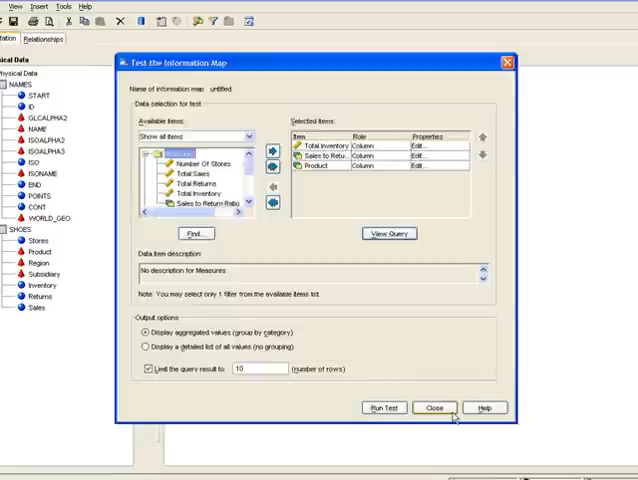 View Insert Tools Help
tation Relationships
sical Data
Physical Data
NAMES
START
ID
GLCALPHA2
NAME
ISOALPHA2
ISOALPHA3
ISO
ISONAME
END
POINTS
CONT
WORLD_GEO
SHOES
Stores
Product
Region
Subsidiary
Inventory
Returns
Sales
Test the Information Map
Name of information map: untitled
Data selection for test
Available items:
Show all items
Measures
Number Of Stores
Total Sales
Total Returns
Total Inventory
Sales to Return Ratio
Find...
Selected items:
Item Role Properties
Total Inventory Column Edit...
Sales to Retu... Column Edit...
Product Column Edit...
View Query
Data item description:
No description for Measures
Note: You may select only 1 filter from the available items list.
Output options
Display aggregated values (group by category)
Display a detailed list of all values (no grouping)
Limit the query result to: 10 (number of rows)
Run Test Close Help